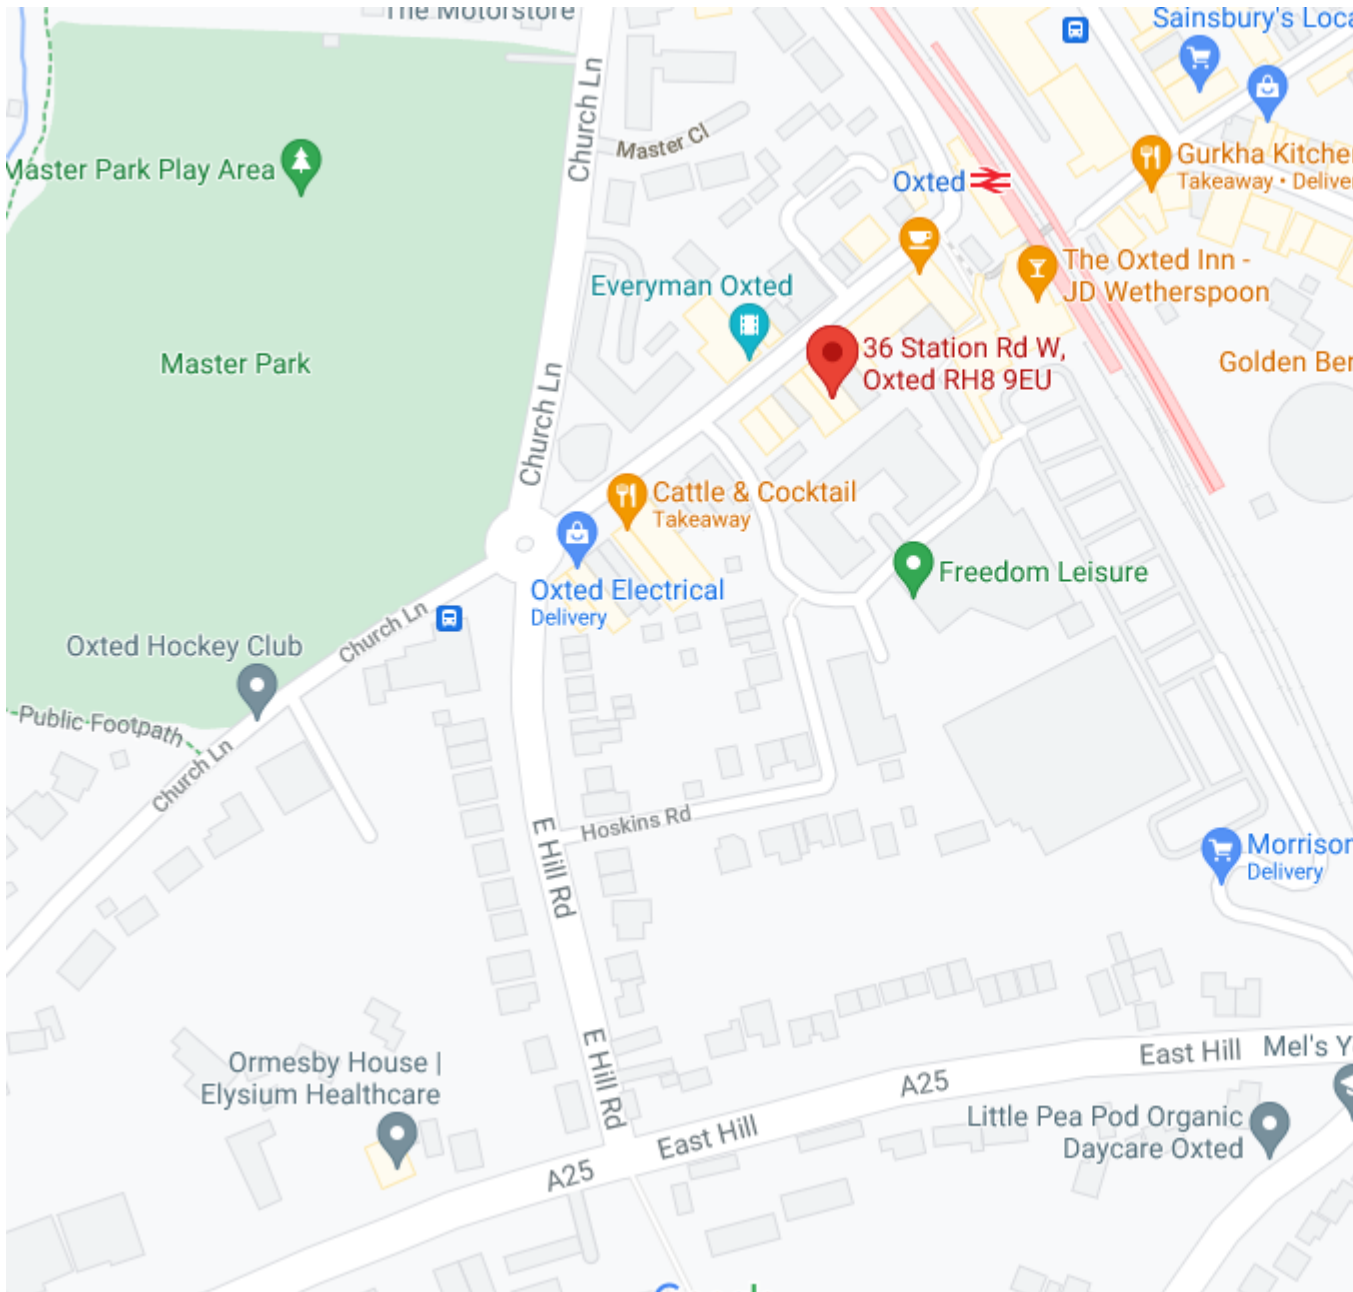 The Motorstore
Sainsbury's Loca
Church Ln
Master Cl
Master Park Play Area
Gurkha Kitche
Takeaway • Delive
Oxted
The Oxted Inn -
JD Wetherspoon
Everyman Oxted
36 Station Rd W,
Oxted RH8 9EU
Master Park
Golden Ber
Church Ln
Cattle & Cocktail
Takeaway
Freedom Leisure
Oxted Electrical
Delivery
Church Ln
Oxted Hockey Club
Public Footpath
Church Ln
Hoskins Rd
E Hill Rd
Morrisor
Delivery
E Hill Rd
Ormesby House |
Elysium Healthcare
East Hill
Mel's Y
A25
Little Pea Pod Organic
Daycare Oxted
East Hill
A25